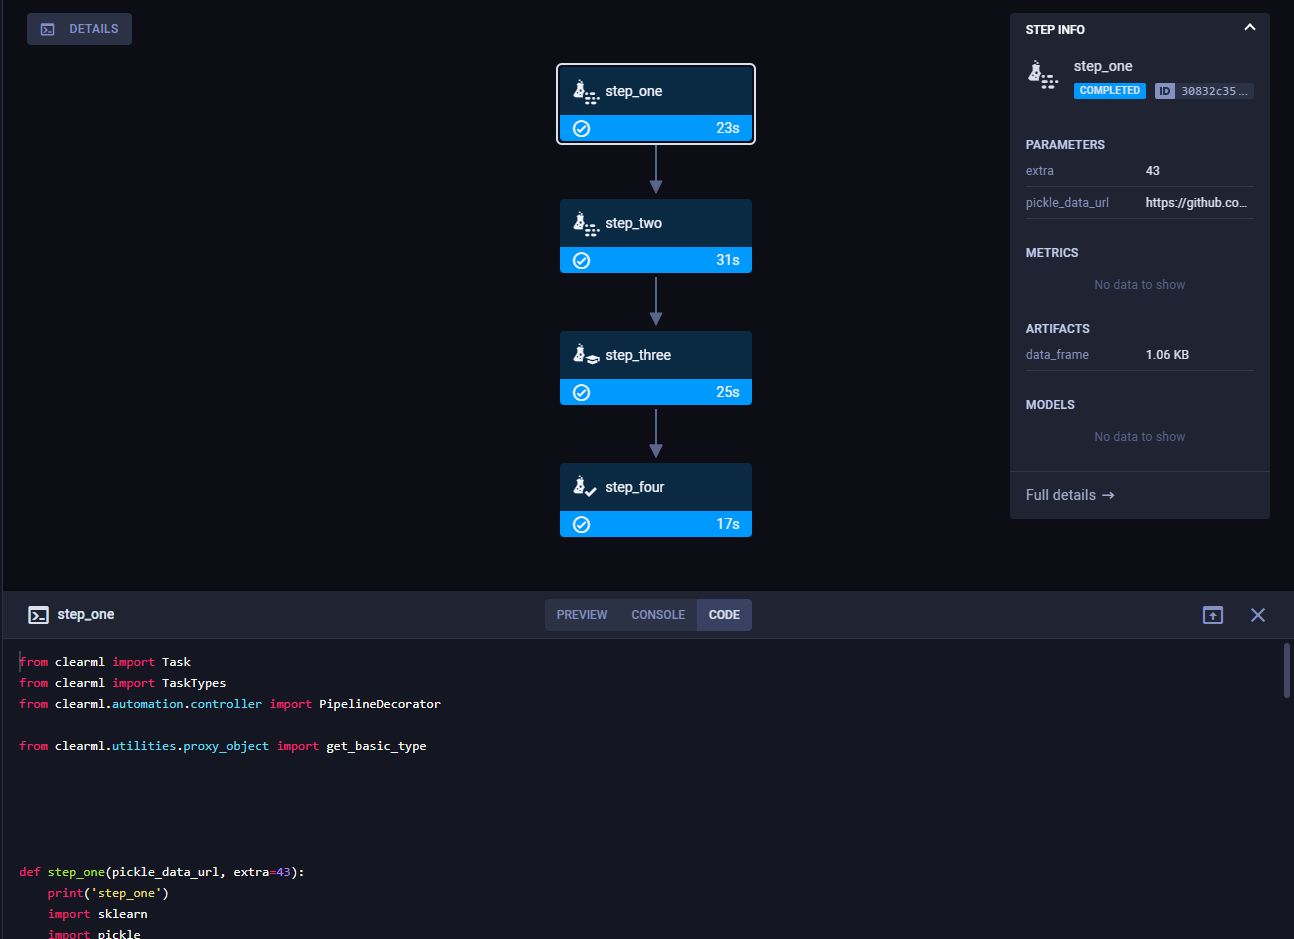 DETAILS
step_one
23s
step_two
31s
step_three
25s
step_four
17s
STEP INFO
step_one
COMPLETED ID 30832c35...
PARAMETERS
extra 43
pickle_data_url https://github.co...
METRICS
No data to show
ARTIFACTS
data_frame 1.06 KB
MODELS
No data to show
Full details →
step_one PREVIEW CONSOLE CODE
from clearml import Task
from clearml import TaskTypes
from clearml.automation.controller import PipelineDecorator
from clearml.utilities.proxy_object import get_basic_type
def step_one(pickle_data_url, extra=43):
    print('step_one')
    import sklearn
    import pickle